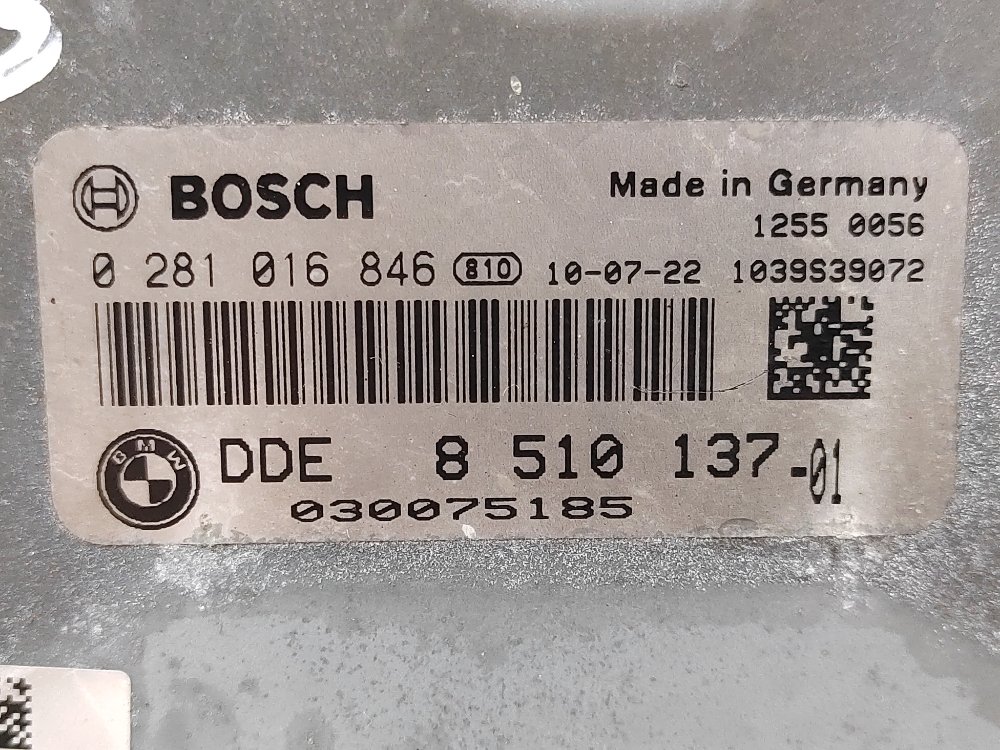 BOSCH
Made in Germany
1255 0056
0 281 016 846 810 10-07-22 1039S39072
BMW
DDE 8 510 137-01
030075185